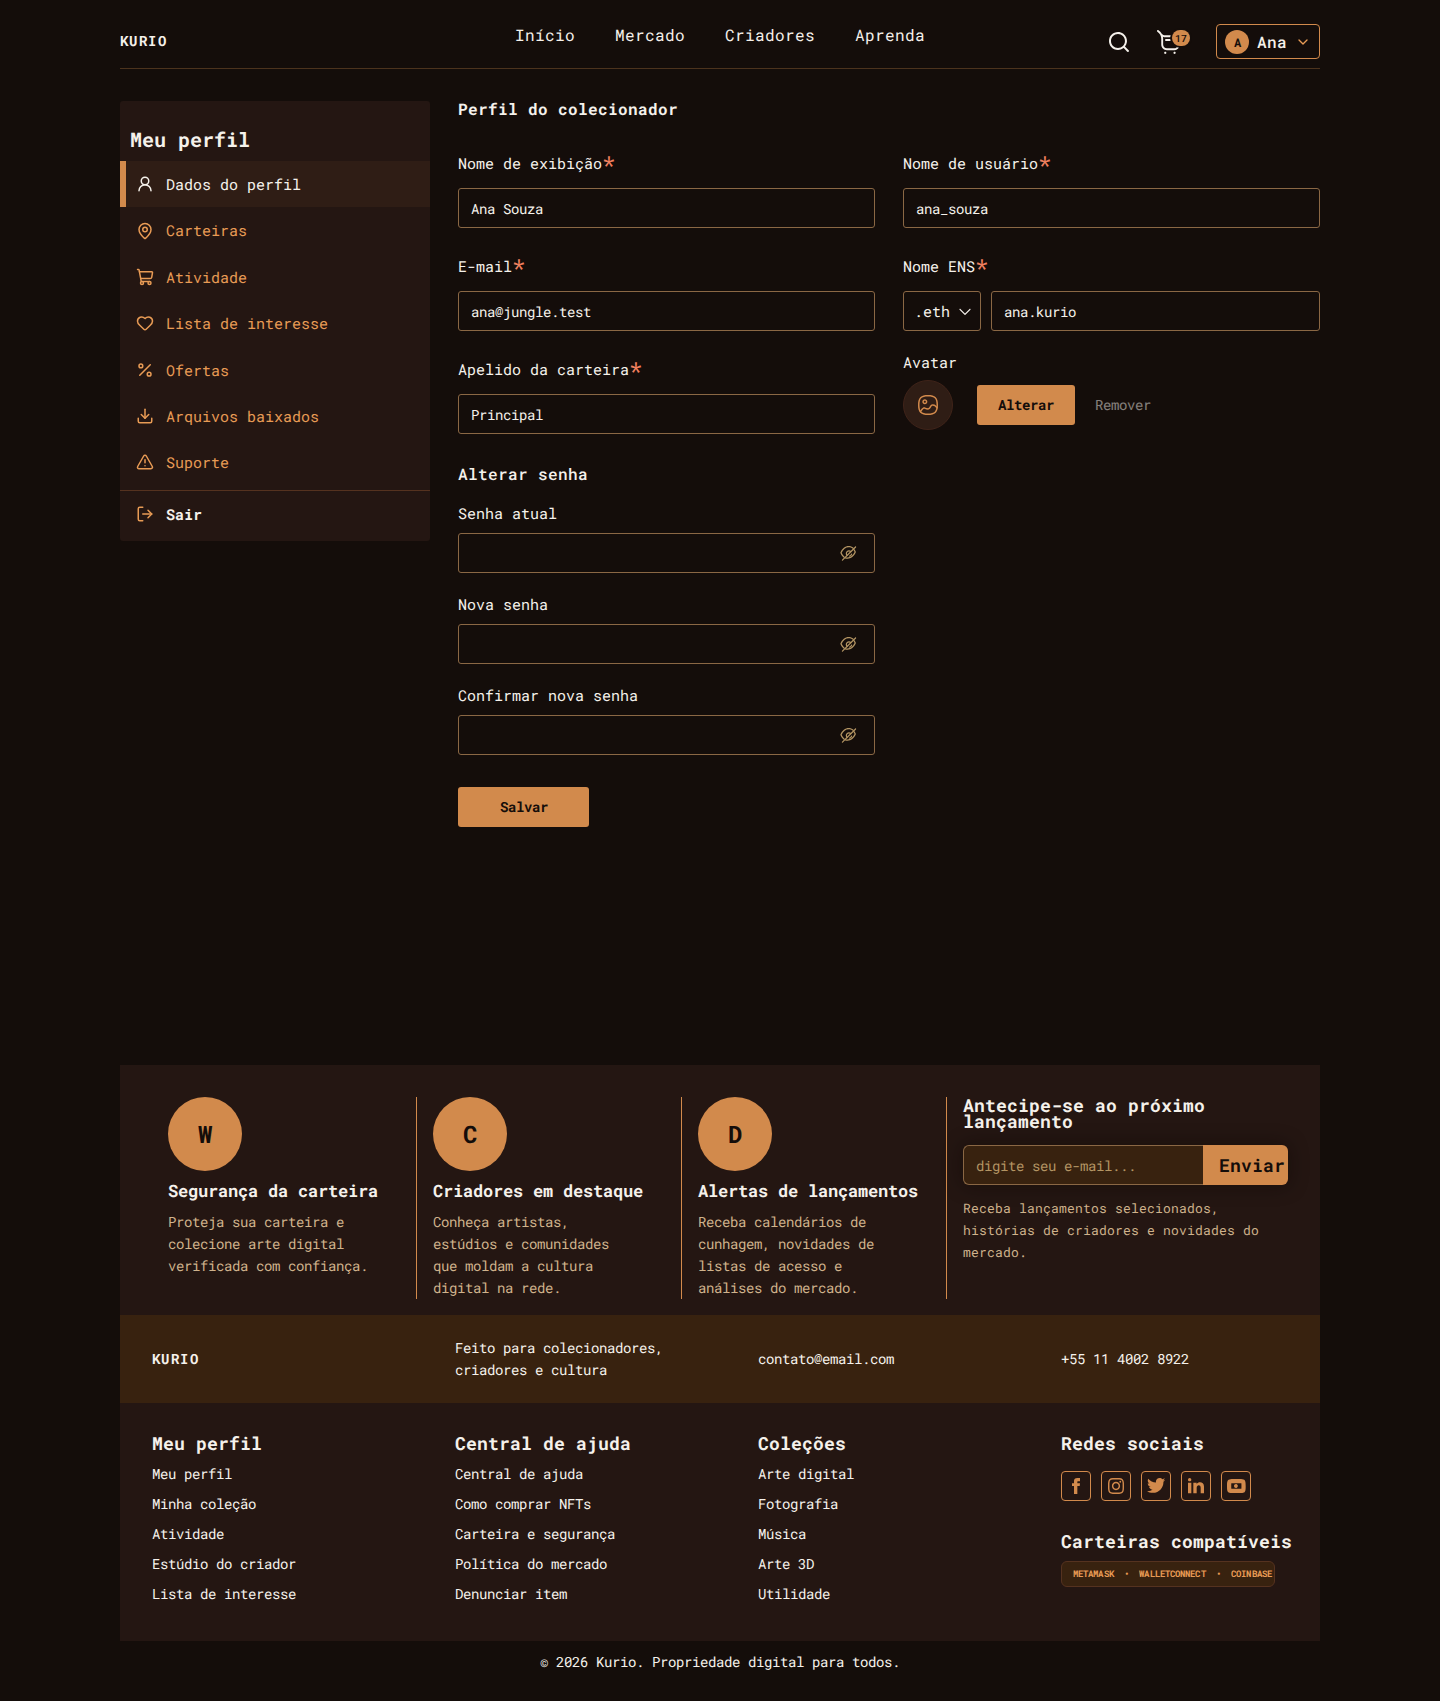 KURIO
Início
Mercado
Criadores
Aprenda
17
A
Ana
Meu perfil
Dados do perfil
Carteiras
Atividade
Lista de interesse
Ofertas
Arquivos baixados
Suporte
Sair
Perfil do colecionador
Nome de exibição*
Ana Souza
Nome de usuário*
ana_souza
E-mail*
ana@jungle.test
Nome ENS*
.eth
ana.kurio
Apelido da carteira*
Principal
Avatar
Alterar
Remover
Alterar senha
Senha atual
Nova senha
Confirmar nova senha
Salvar
W
Segurança da carteira
Proteja sua carteira e
colecione arte digital
verificada com confiança.
C
Criadores em destaque
Conheça artistas,
estúdios e comunidades
que moldam a cultura
digital na rede.
D
Alertas de lançamentos
Receba calendários de
cunhagem, novidades de
listas de acesso e
análises do mercado.
Antecipe-se ao próximo
lançamento
digite seu e-mail...
Enviar
Receba lançamentos selecionados,
histórias de criadores e novidades do
mercado.
KURIO
Feito para colecionadores,
criadores e cultura
contato@email.com
+55 11 4002 8922
Meu perfil
Meu perfil
Minha coleção
Atividade
Estúdio do criador
Lista de interesse
Central de ajuda
Central de ajuda
Como comprar NFTs
Carteira e segurança
Política do mercado
Denunciar item
Coleções
Arte digital
Fotografia
Música
Arte 3D
Utilidade
Redes sociais
Carteiras compatíveis
METAMASK · WALLETCONNECT · COINBASE
© 2026 Kurio. Propriedade digital para todos.